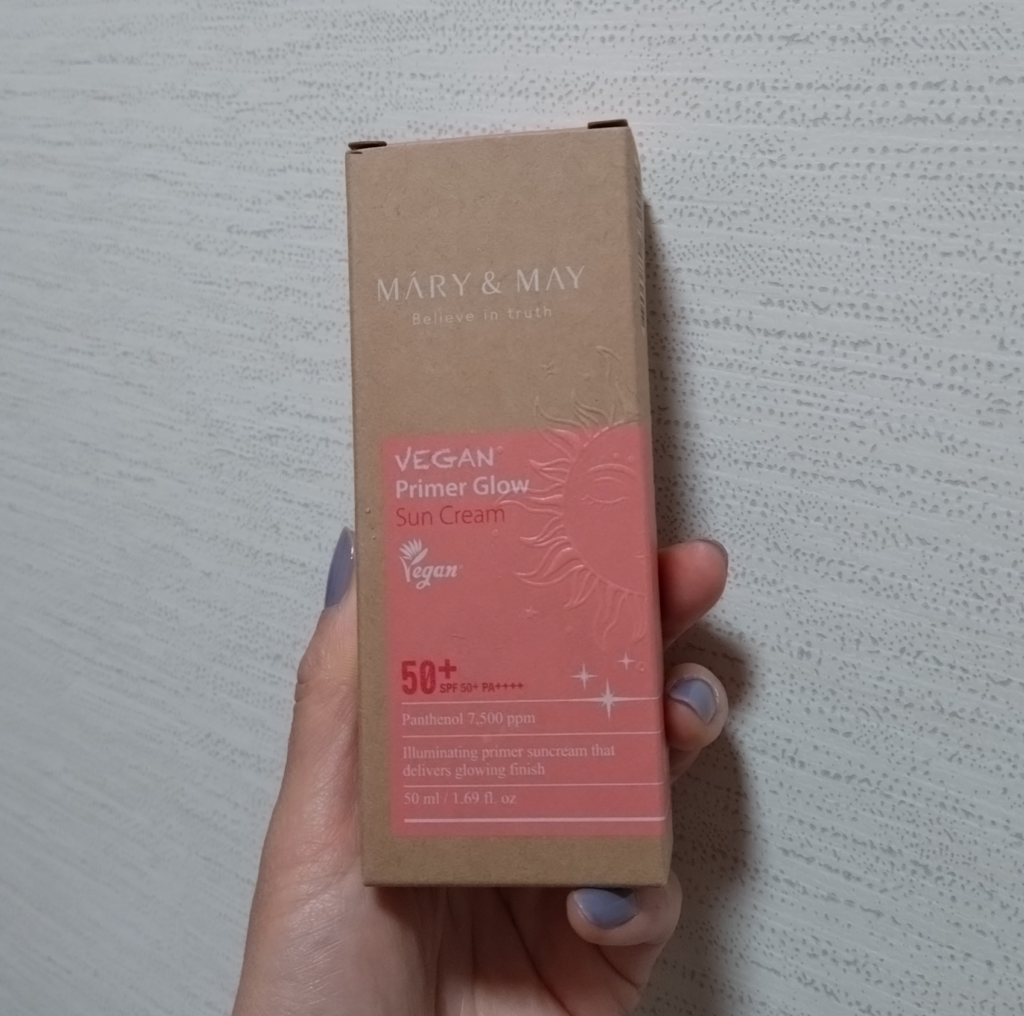 MÁRY & MAY
Believe in truth
VEGAN
Primer Glow
Sun Cream
Vegan
50+
SPF 50+ PA++++
Panthenol 7,500 ppm
Illuminating primer suncream that
delivers glowing finish
50 ml / 1.69 fl. oz